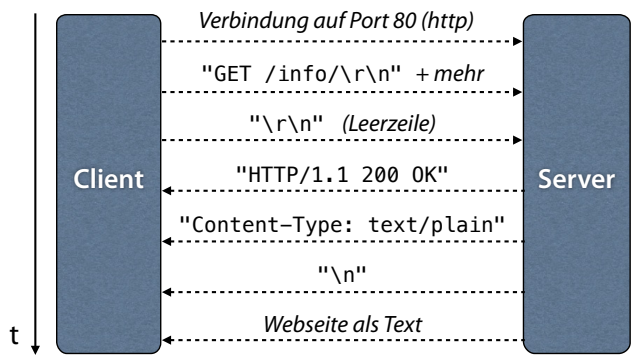 Verbindung auf Port 80 (http)
"GET /info/\r\n" + mehr
"\r\n" (Leerzeile)
Client
"HTTP/1.1 200 OK"
Server
"Content-Type: text/plain"
"\n"
Webseite als Text
t